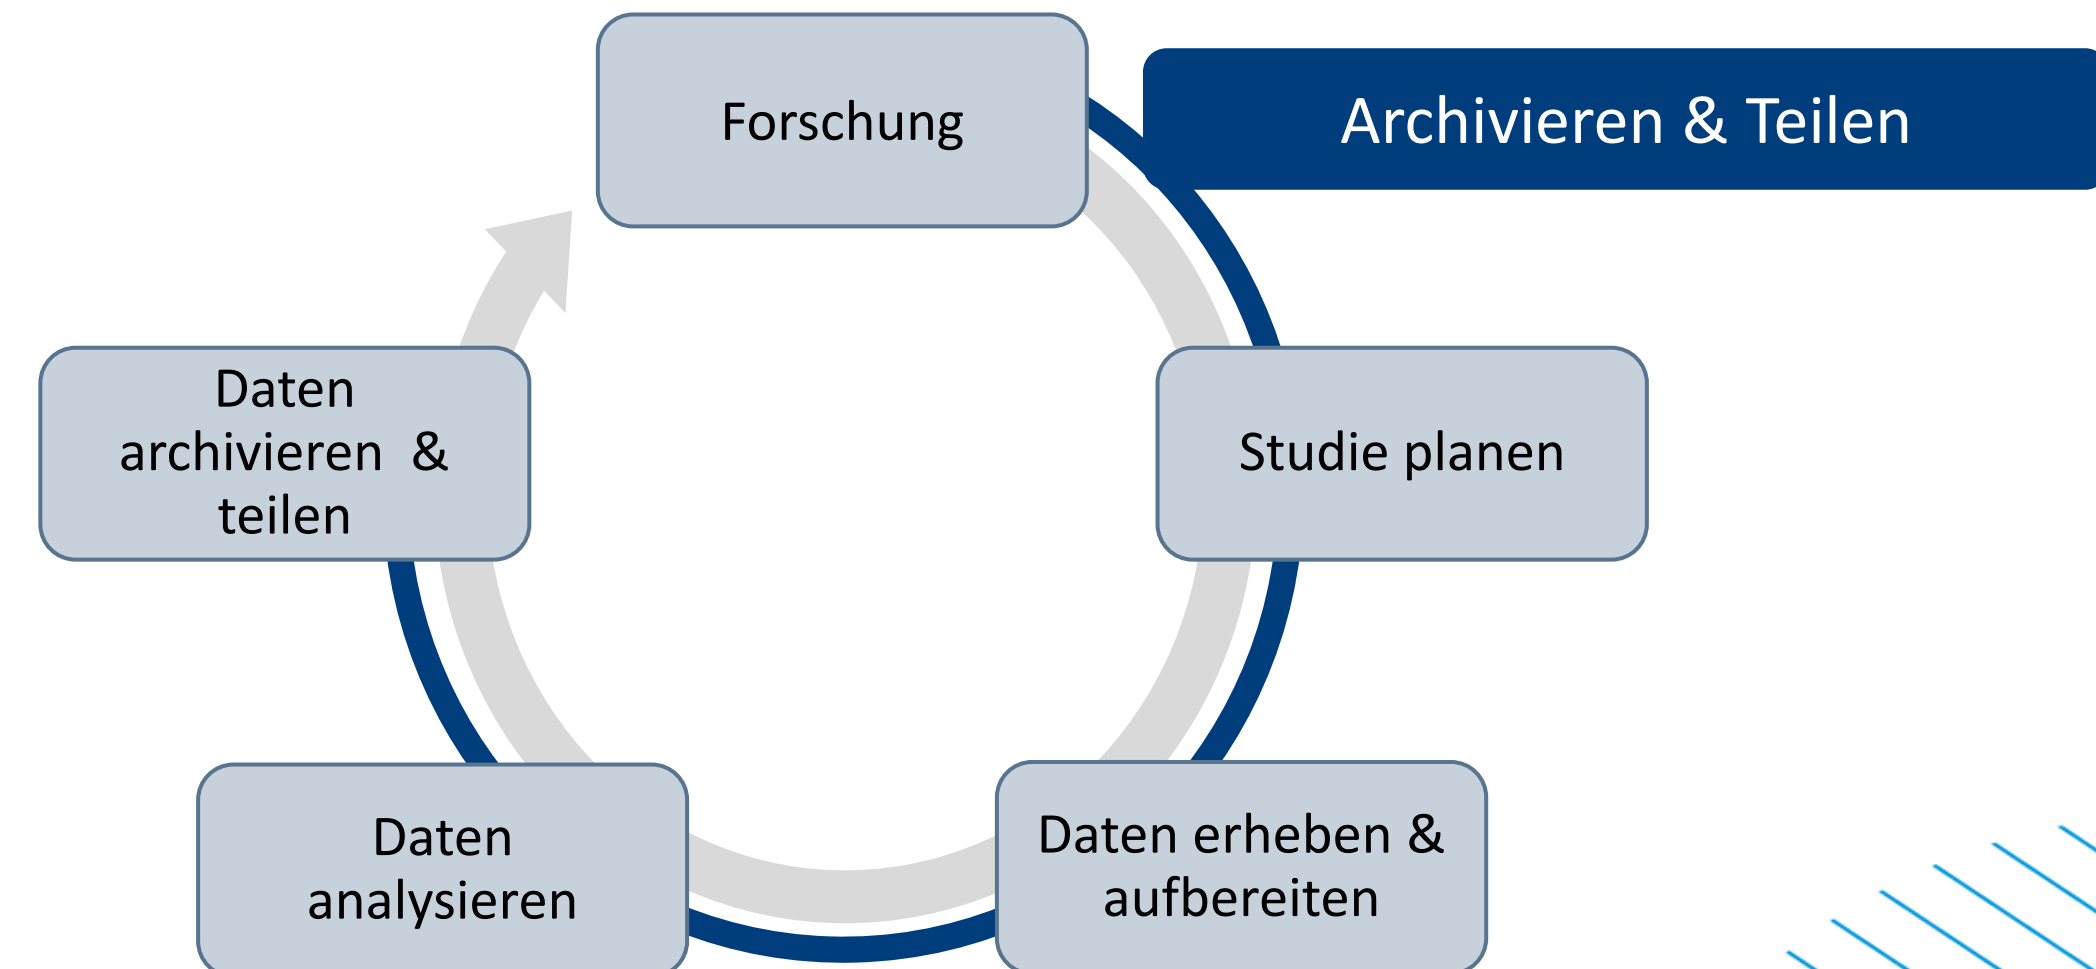 Forschung
Archivieren & Teilen
Studie planen
Daten erheben &
aufbereiten
Daten
analysieren
Daten
archivieren &
teilen